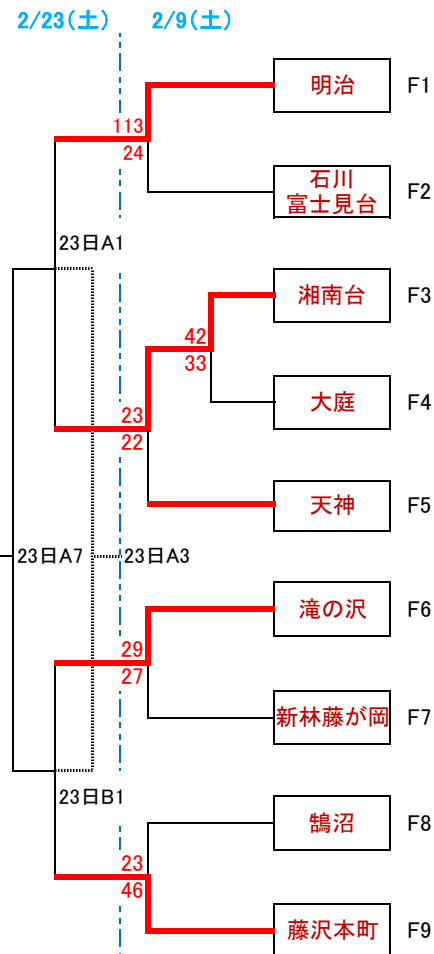 2/23(土) 2/9(土)
明治 F1
113
24
石川
富士見台 F2
23日A1
湘南台 F3
42
33
大庭 F4
23
22
天神 F5
23日A7 23日A3
滝の沢 F6
29
27
新林藤が岡 F7
23日B1
鵠沼 F8
23
46
藤沢本町 F9